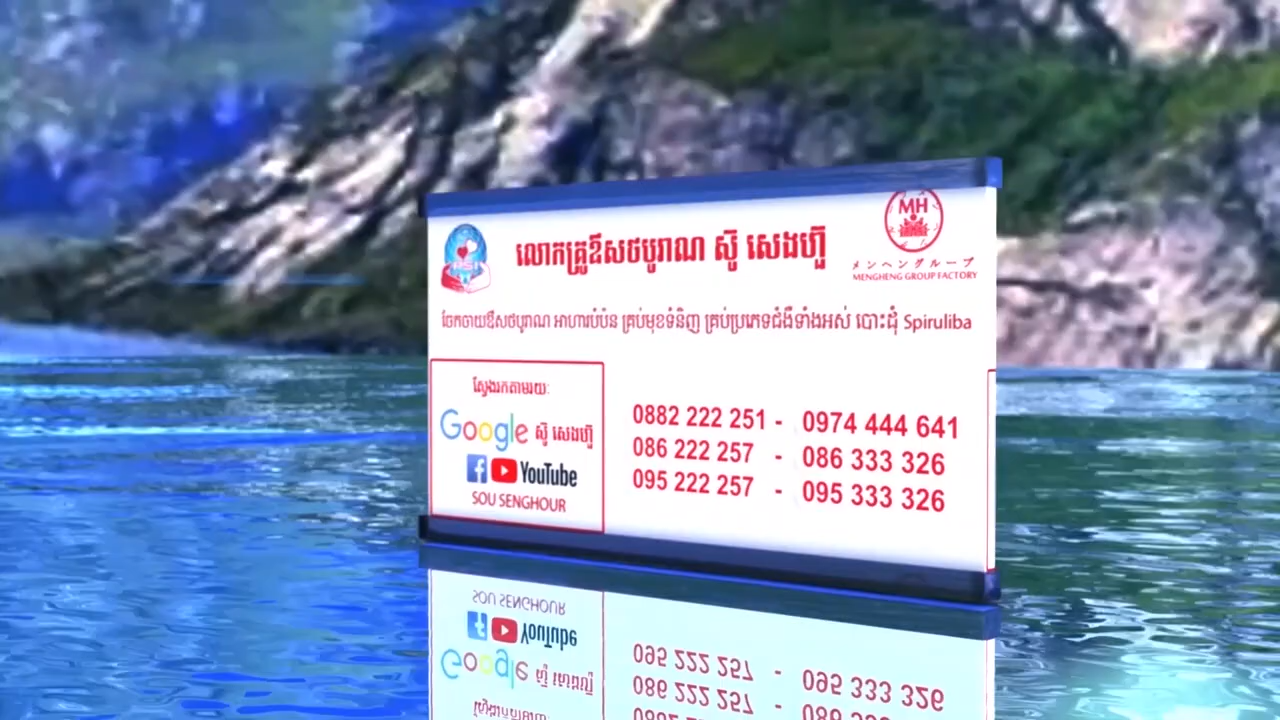 PSI
លោកគ្រូឱសថបូរាណ ស៊ូ សេងហ៊ួ
MH
メンヘングループ
MENGHENG GROUP FACTORY
ចែកចាយឱសថបូរាណ អាហារបំប៉ន គ្រប់មុខទំនិញ គ្រប់ប្រភេទជំងឺទាំងអស់ បោះដុំ Spiruliba
ស្វែងរកតាមរយៈ
Google ស៊ូ សេងហ៊ួ
YouTube
SOU SENGHOUR
0882 222 251 - 0974 444 641
086 222 257 - 086 333 326
095 222 257 - 095 333 326